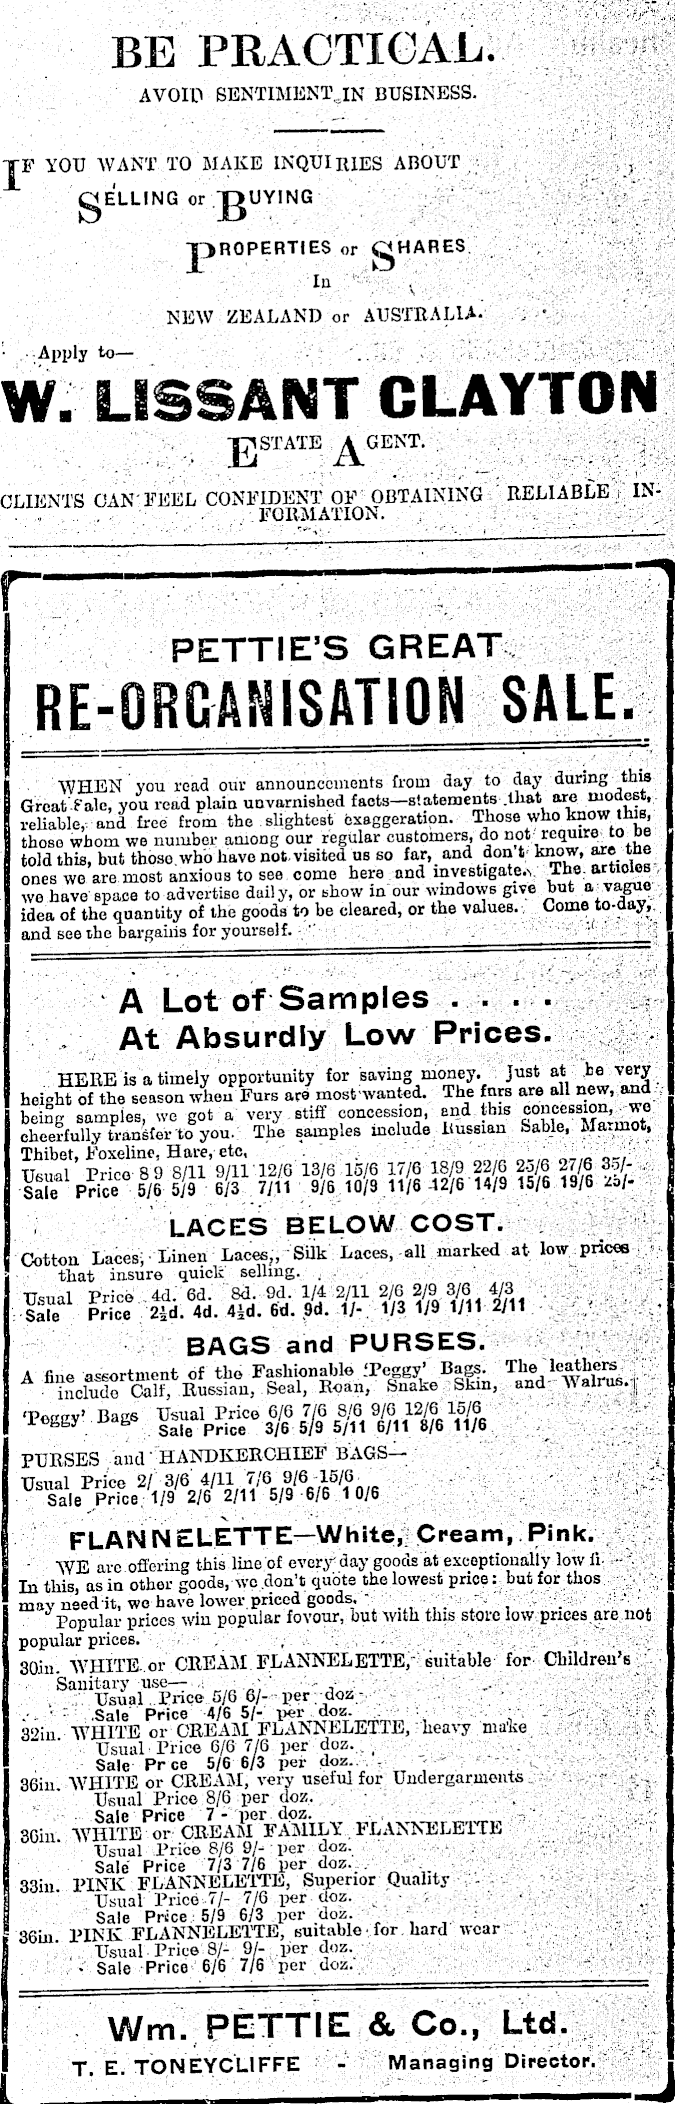 BE PRACTICAL.
AVOID SENTIMENT IN BUSINESS.
IF YOU WANT TO MAKE INQUIRIES ABOUT
SELLING or BUYING
PROPERTIES or SHARES
In
NEW ZEALAND or AUSTRALIA.
Apply to—
W. LISSANT CLAYTON
ESTATE AGENT.
CLIENTS CAN FEEL CONFIDENT OF OBTAINING RELIABLE IN-
FORMATION.
PETTIE'S GREAT
RE-ORGANISATION SALE.
WHEN you read our announcements from day to day during this
Great Sale, you read plain unvarnished facts—statements that are modest,
reliable, and free from the slightest exaggeration. Those who know this,
those whom we number among our regular customers, do not require to be
told this, but those who have not visited us so far, and don't know, are the
ones we are most anxious to see come here and investigate. The articles
we have space to advertise daily, or show in our windows give but a vague
idea of the quantity of the goods to be cleared, or the values. Come to-day,
and see the bargains for yourself.
A Lot of Samples . . . .
At Absurdly Low Prices.
HERE is a timely opportunity for saving money. Just at he very
height of the season when Furs are most wanted. The furs are all new, and
being samples, we got a very stiff concession, and this concession, we
cheerfully transfer to you. The samples include Russian Sable, Marmot,
Thibet, Foxeline, Hare, etc,
Usual Price 8 9 8/11 9/11 12/6 13/6 15/6 17/6 18/9 22/6 25/6 27/6 35/-
Sale Price 5/6 5/9 6/3 7/11 9/6 10/9 11/6 12/6 14/9 15/6 19/6 25/-
LACES BELOW COST.
Cotton Laces, Linen Laces,, Silk Laces, all marked at low prices
that insure quick selling.
Usual Price 4d. 6d. 8d. 9d. 1/4 2/11 2/6 2/9 3/6 4/3
Sale Price 2½d. 4d. 4½d. 6d. 9d. 1/- 1/3 1/9 1/11 2/11
BAGS and PURSES.
A fine assortment of the Fashionable 'Peggy' Bags. The leathers
include Calf, Russian, Seal, Roan, Snake Skin, and Walrus.
'Peggy' Bags Usual Price 6/6 7/6 8/6 9/6 12/6 15/6
Sale Price 3/6 5/9 5/11 6/11 8/6 11/6
PURSES and HANDKERCHIEF BAGS—
Usual Price 2/ 3/6 4/11 7/6 9/6 15/6
Sale Price 1/9 2/6 2/11 5/9 6/6 10/6
FLANNELETTE—White, Cream, Pink.
WE are offering this line of every day goods at exceptionally low
In this, as in other goods, we don't quote the lowest price: but for thos
may need it, we have lower priced goods.
Popular prices win popular fovour, but with this store low prices are not
popular prices.
30in. WHITE or CREAM FLANNELETTE, suitable for Children's
Sanitary use—
Usual Price 5/6 6/- per doz
Sale Price 4/6 5/- per doz.
32in. WHITE or CREAM FLANNELETTE, heavy make
Usual Price 6/6 7/6 per doz.
Sale Pr ce 5/6 6/3 per doz.
36in. WHITE or CREAM, very useful for Undergarments
Usual Price 8/6 per doz.
Sale Price 7 - per doz.
36in. WHITE or CREAM FAMILY FLANNELETTE
Usual Price 8/6 9/- per doz.
Sale Price 7/3 7/6 per doz.
33in. PINK FLANNELETTE, Superior Quality
Usual Price 7/- 7/6 per doz.
Sale Price 5/9 6/3 per doz.
36in. PINK FLANNELETTE, suitable for hard wear
Usual Price 8/- 9/- per doz.
Sale Price 6/6 7/6 per doz.
Wm. PETTIE & Co., Ltd.
T. E. TONEYCLIFFE - Managing Director.